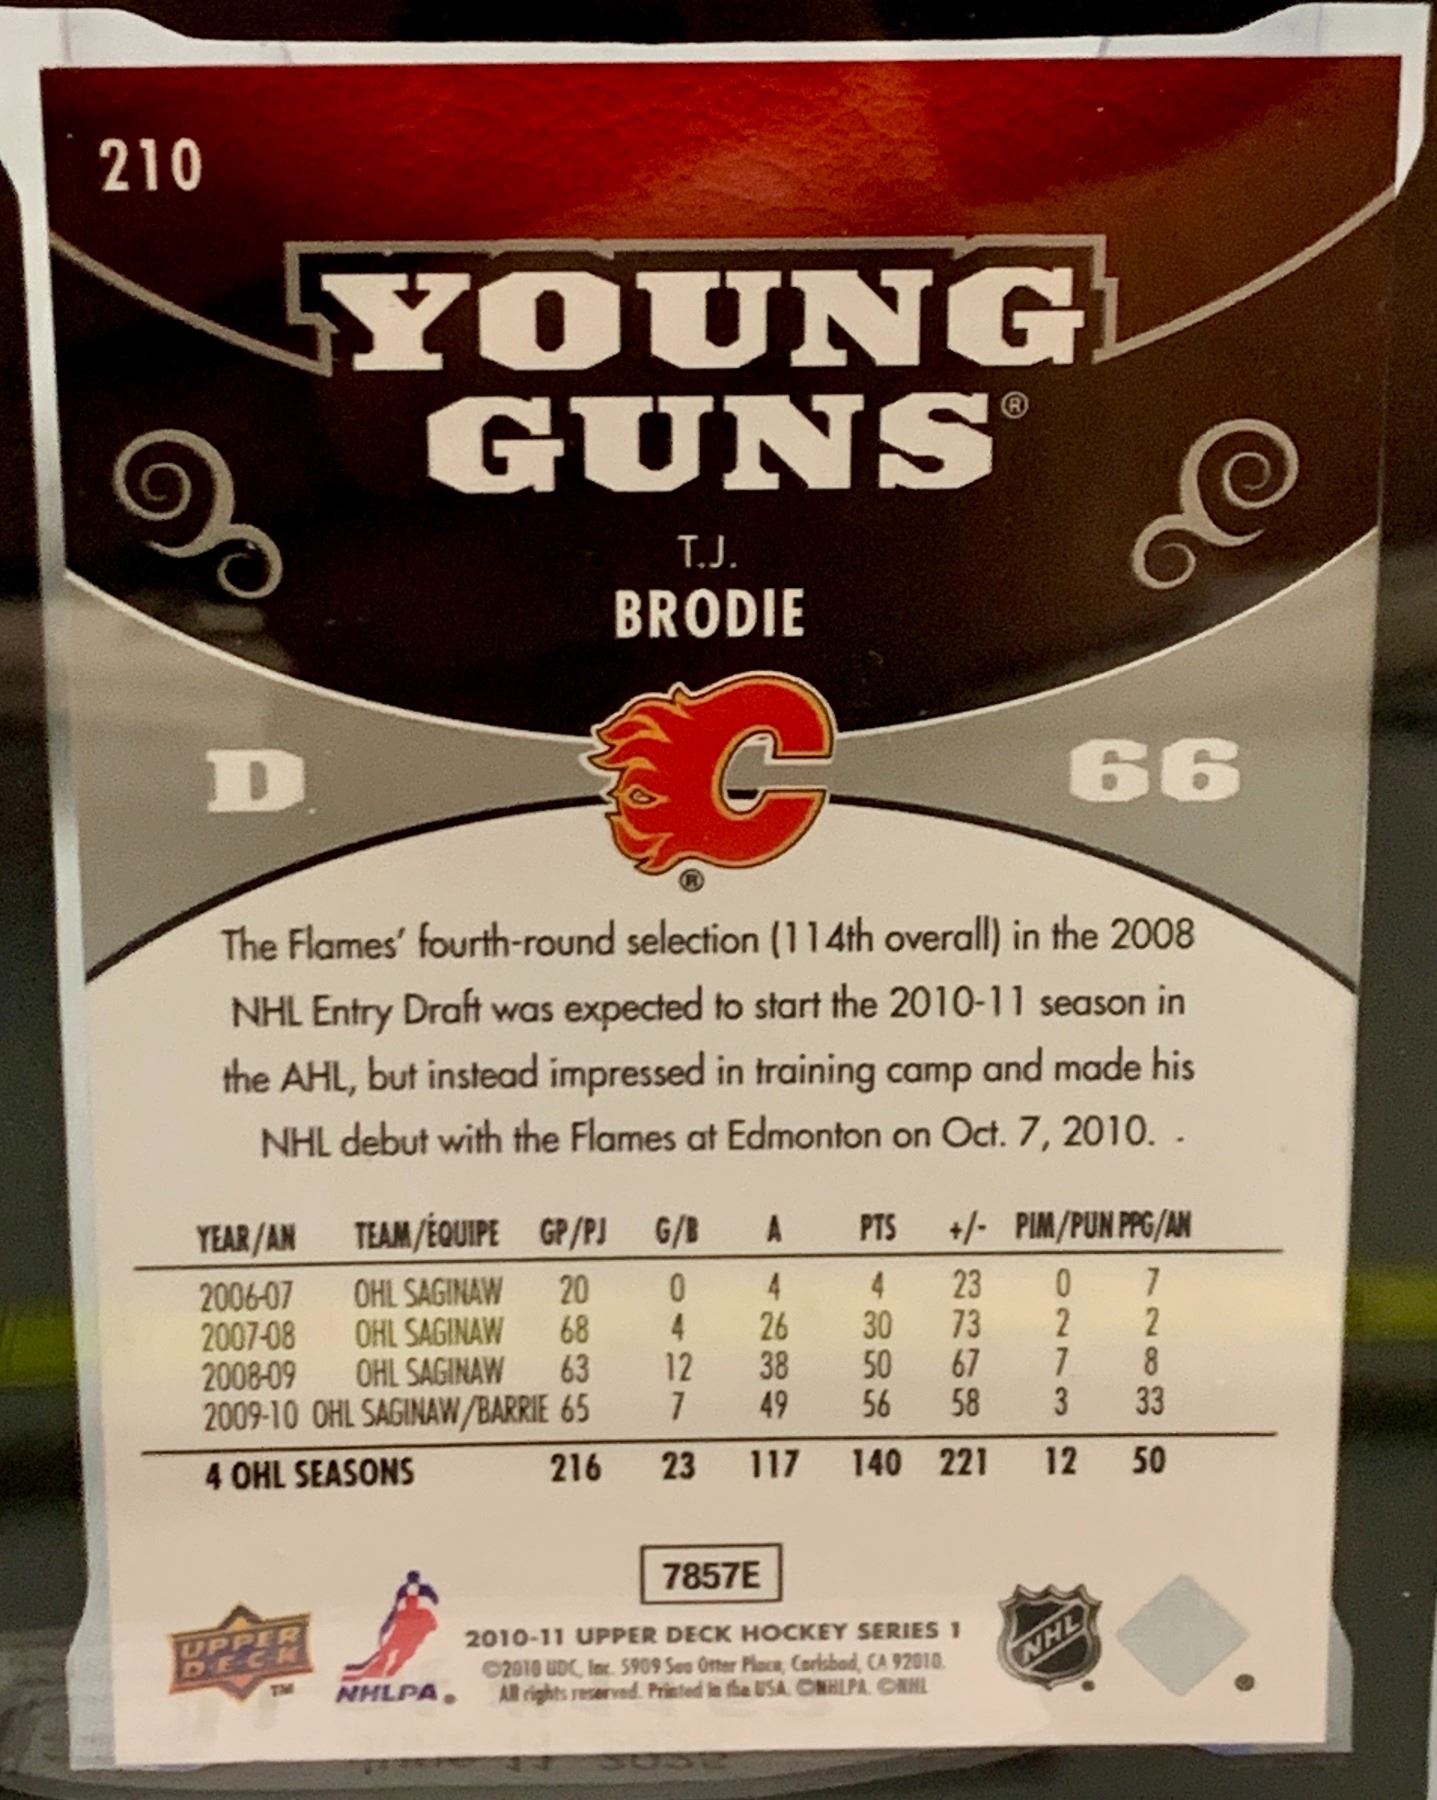 210
YOUNG
GUNS®
T.J.
BRODIE
D
66
®
The Flames' fourth-round selection (114th overall) in the 2008
NHL Entry Draft was expected to start the 2010-11 season in
the AHL, but instead impressed in training camp and made his
NHL debut with the Flames at Edmonton on Oct. 7, 2010. .
YEAR/AN TEAM/ÉQUIPE GP/PJ G/B A PTS +/- PIM/PUN PPG/AN
2006-07 OHL SAGINAW 20 0 4 4 23 0 7
2007-08 OHL SAGINAW 68 4 26 30 73 2 2
2008-09 OHL SAGINAW 63 12 38 50 67 7 8
2009-10 OHL SAGINAW/BARRIE 65 7 49 56 58 3 33
4 OHL SEASONS 216 23 117 140 221 12 50
7857E
UPPER
DECK
TM
NHLPA.
2010-11 UPPER DECK HOCKEY SERIES 1
©2010 UDC, Inc. 5909 Sea Otter Place, Carlsbad, CA 92010.
All rights reserved. Printed in the USA. ©NHLPA. ©NHL
NHL